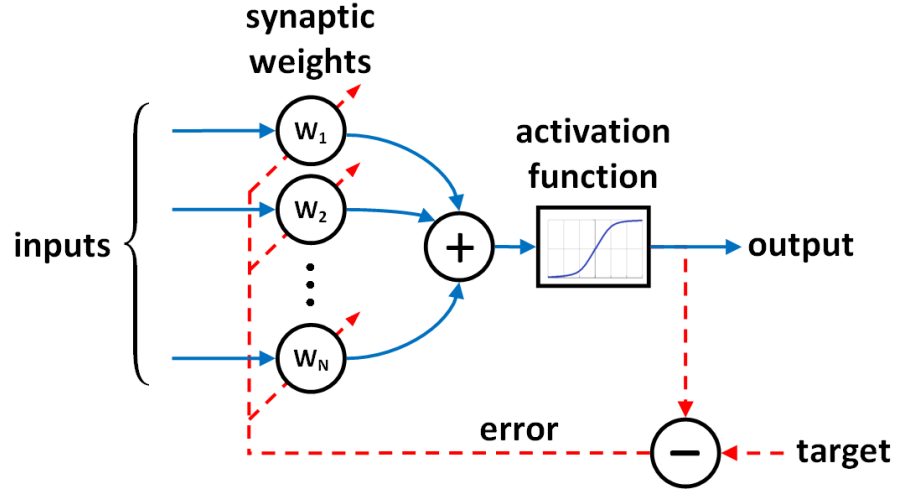 synaptic
weights
activation
function
inputs
W1
W2
WN
+
output
error
−
target